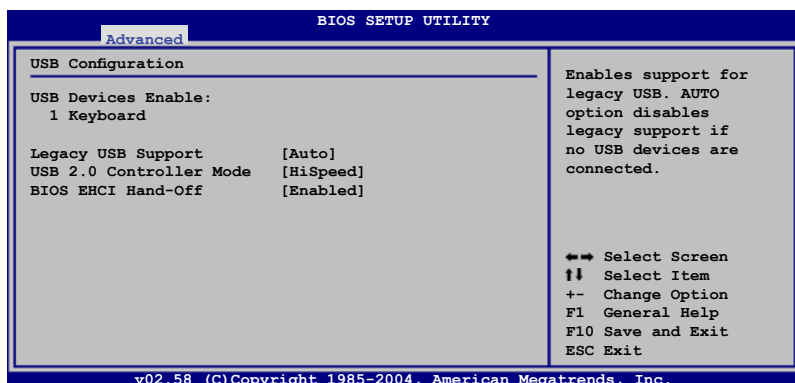 BIOS SETUP UTILITY
Advanced
USB Configuration
USB Devices Enable:
1 Keyboard
Legacy USB Support [Auto]
USB 2.0 Controller Mode [HiSpeed]
BIOS EHCI Hand-Off [Enabled]
Enables support for
legacy USB. AUTO
option disables
legacy support if
no USB devices are
connected.
←→ Select Screen
↑↓ Select Item
+- Change Option
F1 General Help
F10 Save and Exit
ESC Exit
v02.58 (C)Copyright 1985-2004, American Megatrends, Inc.